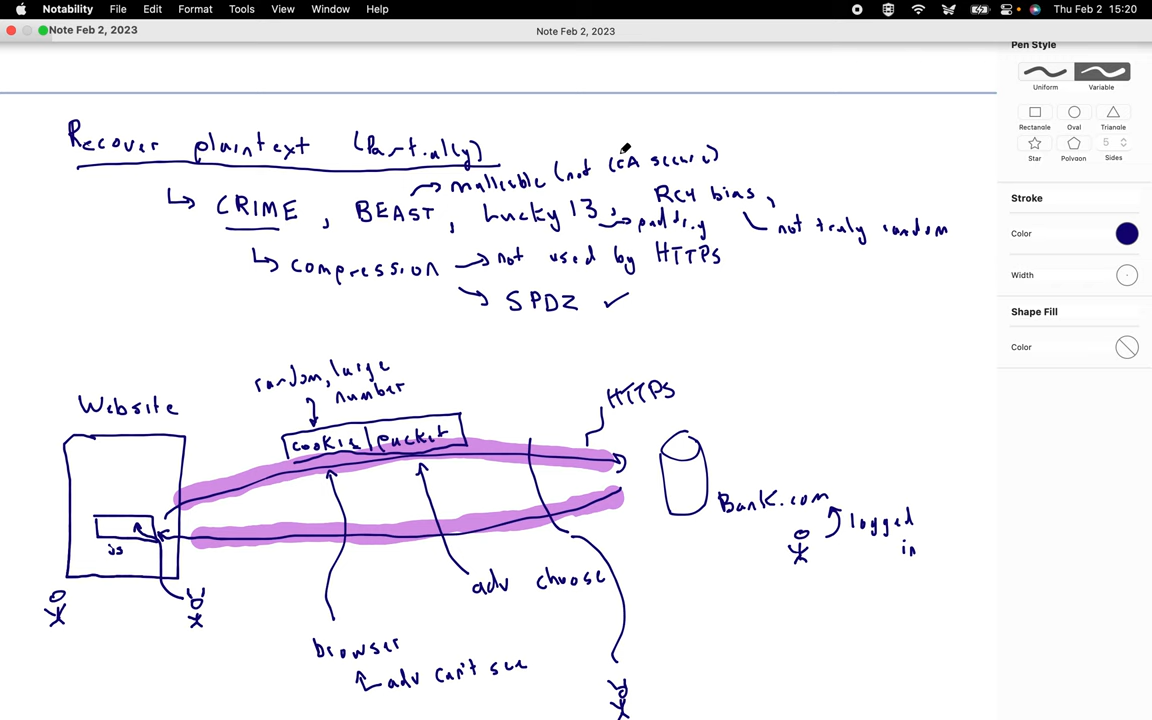 Notability File Edit Format Tools View Window Help Thu Feb 2 15:20
Note Feb 2, 2023
Note Feb 2, 2023
Pen Style
Uniform Variable
Rectangle Oval Triangle
Star Polygon Sides
5
Stroke
Color
Width
Shape Fill
Color
Recover plaintext (Partially)
malleable (not CCA secure)
CRIME, BEAST, Lucky 13, RC4 bias,
padding
not truly random
compression → not used by HTTPS
SPDZ ✓
random, large
number
Website
HTTPS
cookie | packet
Bank.com
logged
in
js
adv choose
browser
adv can't see